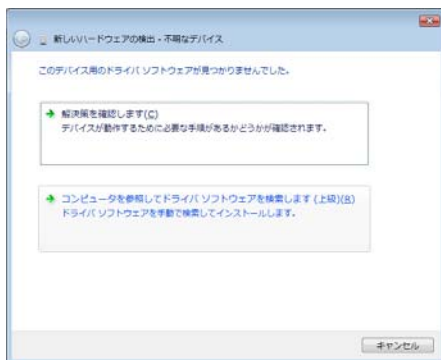 新しいハードウェアの検出 - 不明なデバイス
このデバイス用のドライバ ソフトウェアが見つかりませんでした。
解決策を確認します(C)
デバイスが動作するために必要な手順があるかどうかが確認されます。
コンピュータを参照してドライバ ソフトウェアを検索します (上級)(R)
ドライバ ソフトウェアを手動で検索してインストールします。
キャンセル